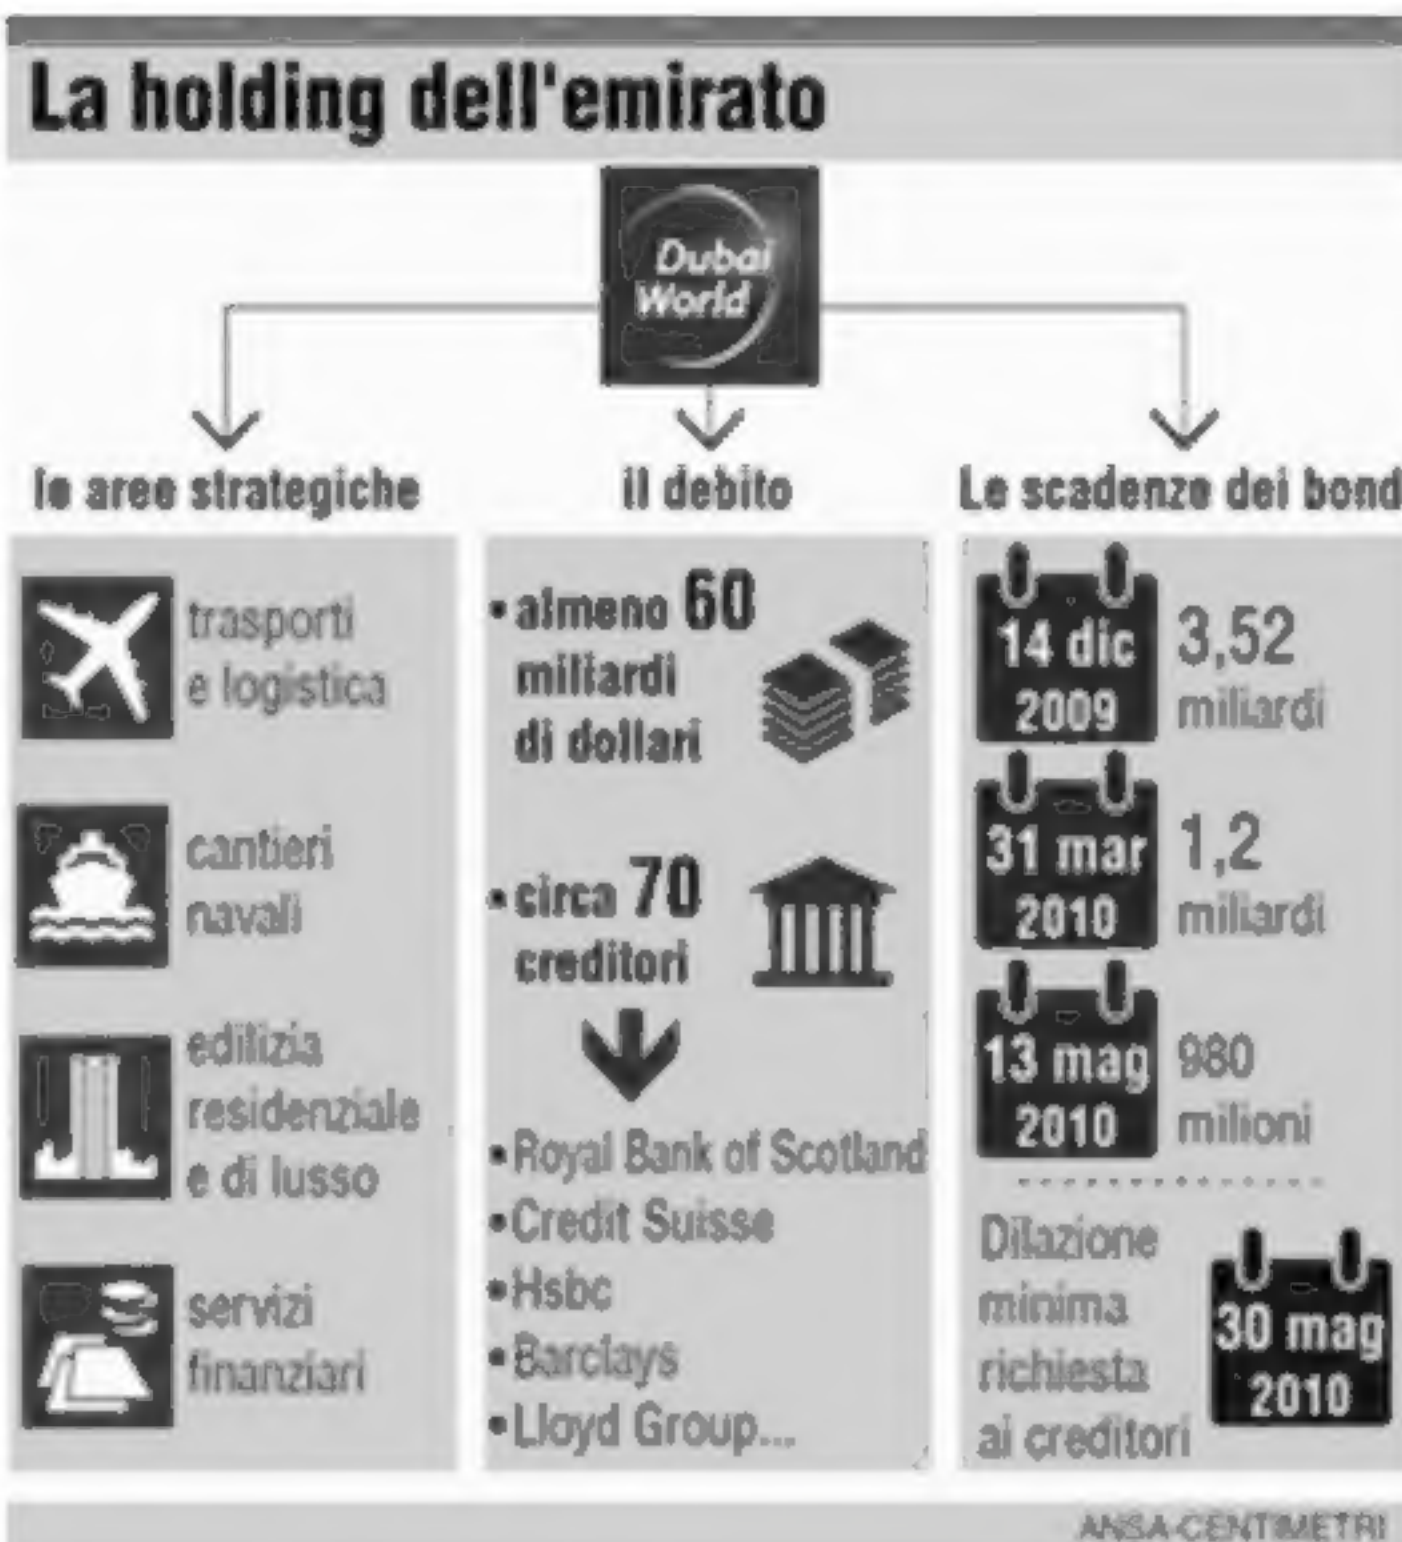 La holding dell'emirato
Dubai
World
le aree strategiche
trasporti
e logistica
cantieri
navali
edilizia
residenziale
e di lusso
servizi
finanziari
il debito
• almeno 60
miliardi
di dollari
• circa 70
creditori
• Royal Bank of Scotland
• Credit Suisse
• Hsbc
• Barclays
• Lloyd Group...
Le scadenze dei bond
14 dic
2009
3,52
miliardi
31 mar
2010
1,2
miliardi
13 mag
2010
980
milioni
Dilazione
minima
richiesta
ai creditori
30 mag
2010
ANSA-CENTIMETRI